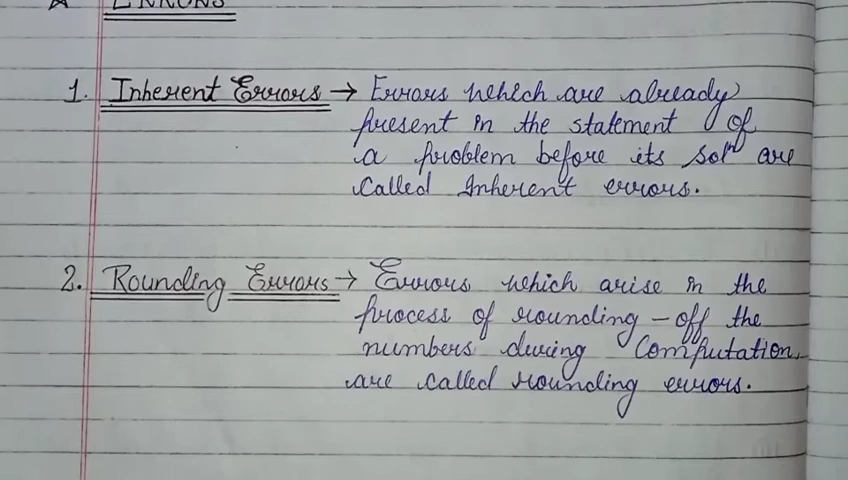 ERRORS
1. Inherent Errors → Errors which are already
present in the statement of
a problem before its solⁿ are
called Inherent errors.
2. Rounding Errors → Errors which arise in the
process of rounding-off the
numbers during Computation.
are called rounding errors.